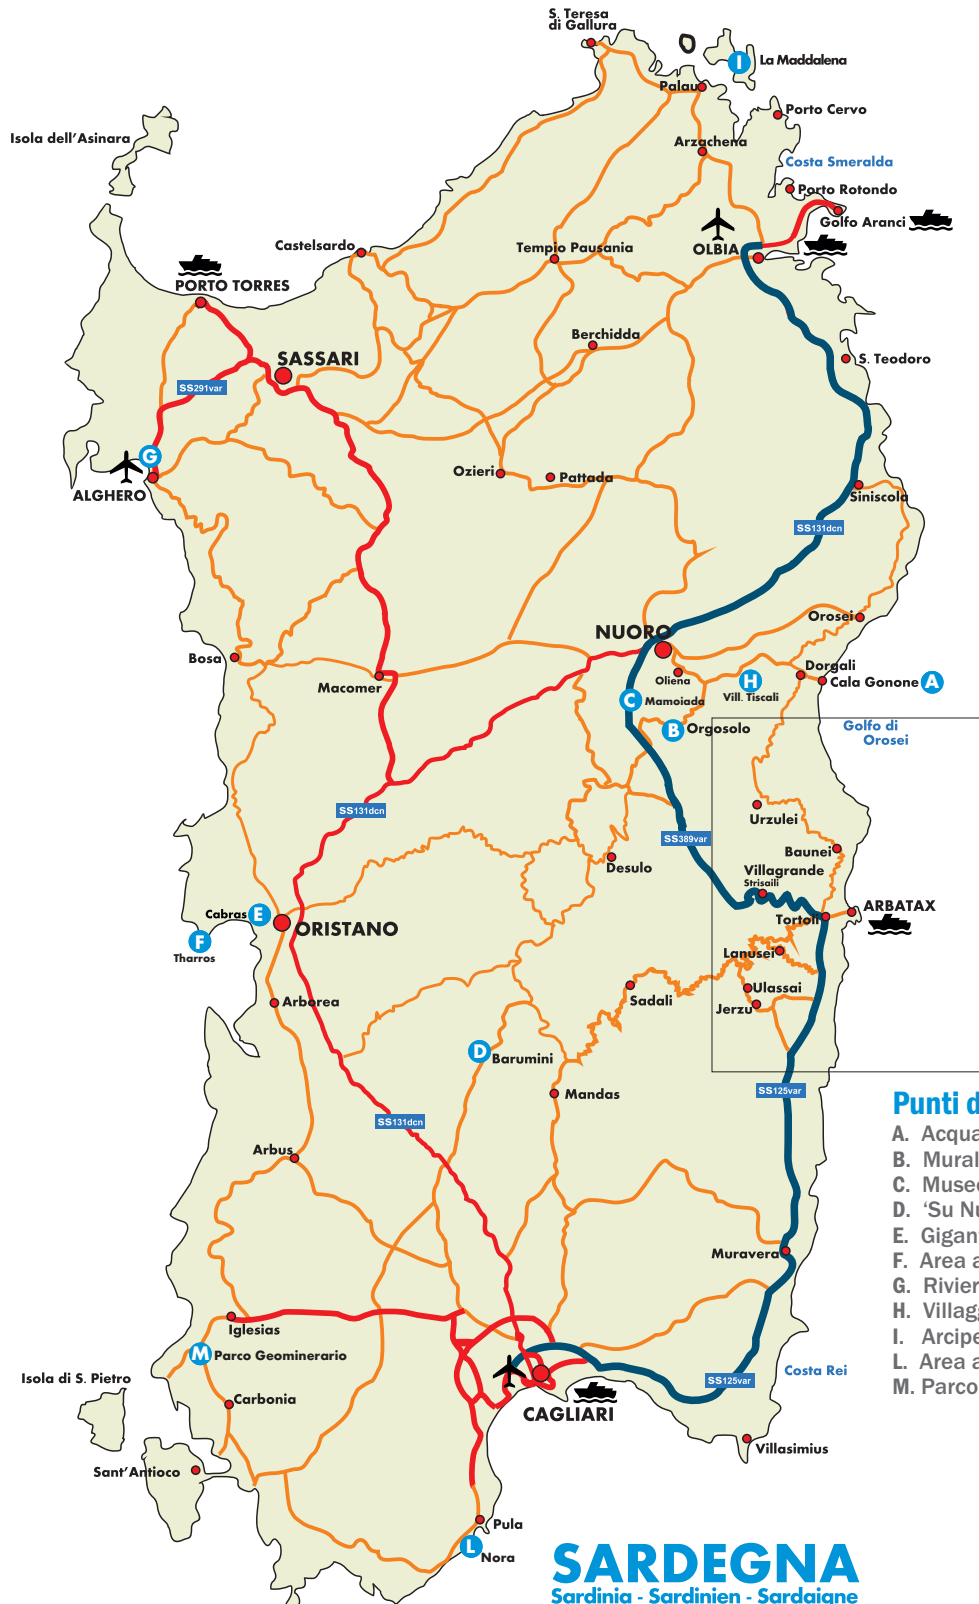 S. Teresa
di Gallura
I
La Maddalena
Palau
Porto Cervo
Isola dell'Asinara
Arzachena
Costa Smeralda
Porto Rotondo
Golfo Aranci
Castelsardo
Tempio Pausania
OLBIA
PORTO TORRES
Berchidda
SASSARI
S. Teodoro
SS291var
G
ALGHERO
Ozieri
Pattada
Siniscola
SS131dcn
Orosei
NUORO
Bosa
Macomer
Oliena
H
Vill. Tiscali
Dorgali
Cala Gonone
A
C
Mamoiada
B
Orgosolo
Golfo di
Orosei
SS131dcn
Urzulei
SS389var
Baunei
Desulo
Villagrande
Strisaili
Cabras
E
ORISTANO
Tortolì
ARBATAX
F
Tharros
Lanusei
Sadali
Ulassai
Jerzu
Arborea
D
Barumini
Mandas
SS125var
SS131dcn
Arbus
Muravera
Iglesias
M
Parco Geominerario
Costa Rei
SS125var
Isola di S. Pietro
Carbonia
CAGLIARI
Villasimius
Sant'Antioco
Pula
L
Nora
Punti d
A. Acqua
B. Mural
C. Museo
D. 'Su Nu
E. Gigan
F. Area a
G. Rivier
H. Villag
I. Arcipe
L. Area a
M. Parco
SARDEGNA
Sardinia - Sardinien - Sardaigne